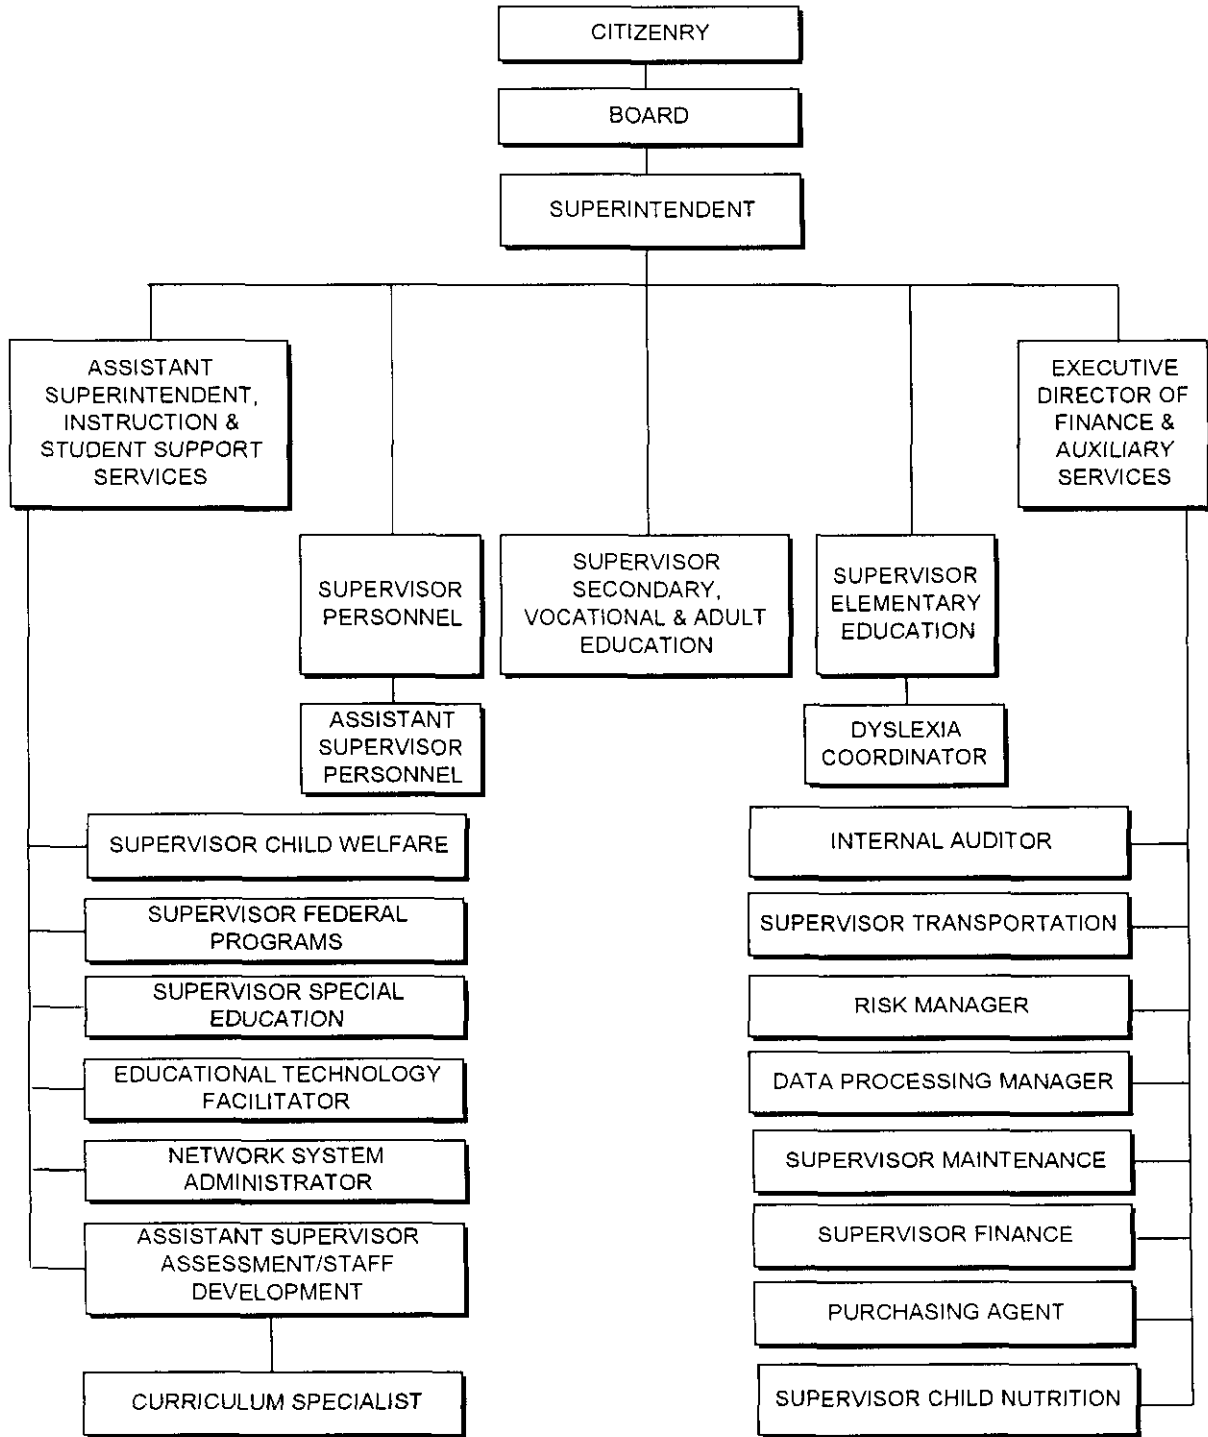 CITIZENRY
BOARD
SUPERINTENDENT
ASSISTANT
SUPERINTENDENT,
INSTRUCTION &
STUDENT SUPPORT
SERVICES
EXECUTIVE
DIRECTOR OF
FINANCE &
AUXILIARY
SERVICES
SUPERVISOR
PERSONNEL
SUPERVISOR
SECONDARY,
VOCATIONAL & ADULT
EDUCATION
SUPERVISOR
ELEMENTARY
EDUCATION
ASSISTANT
SUPERVISOR
PERSONNEL
DYSLEXIA
COORDINATOR
SUPERVISOR CHILD WELFARE
SUPERVISOR FEDERAL
PROGRAMS
SUPERVISOR SPECIAL
EDUCATION
EDUCATIONAL TECHNOLOGY
FACILITATOR
NETWORK SYSTEM
ADMINISTRATOR
ASSISTANT SUPERVISOR
ASSESSMENT/STAFF
DEVELOPMENT
CURRICULUM SPECIALIST
INTERNAL AUDITOR
SUPERVISOR TRANSPORTATION
RISK MANAGER
DATA PROCESSING MANAGER
SUPERVISOR MAINTENANCE
SUPERVISOR FINANCE
PURCHASING AGENT
SUPERVISOR CHILD NUTRITION